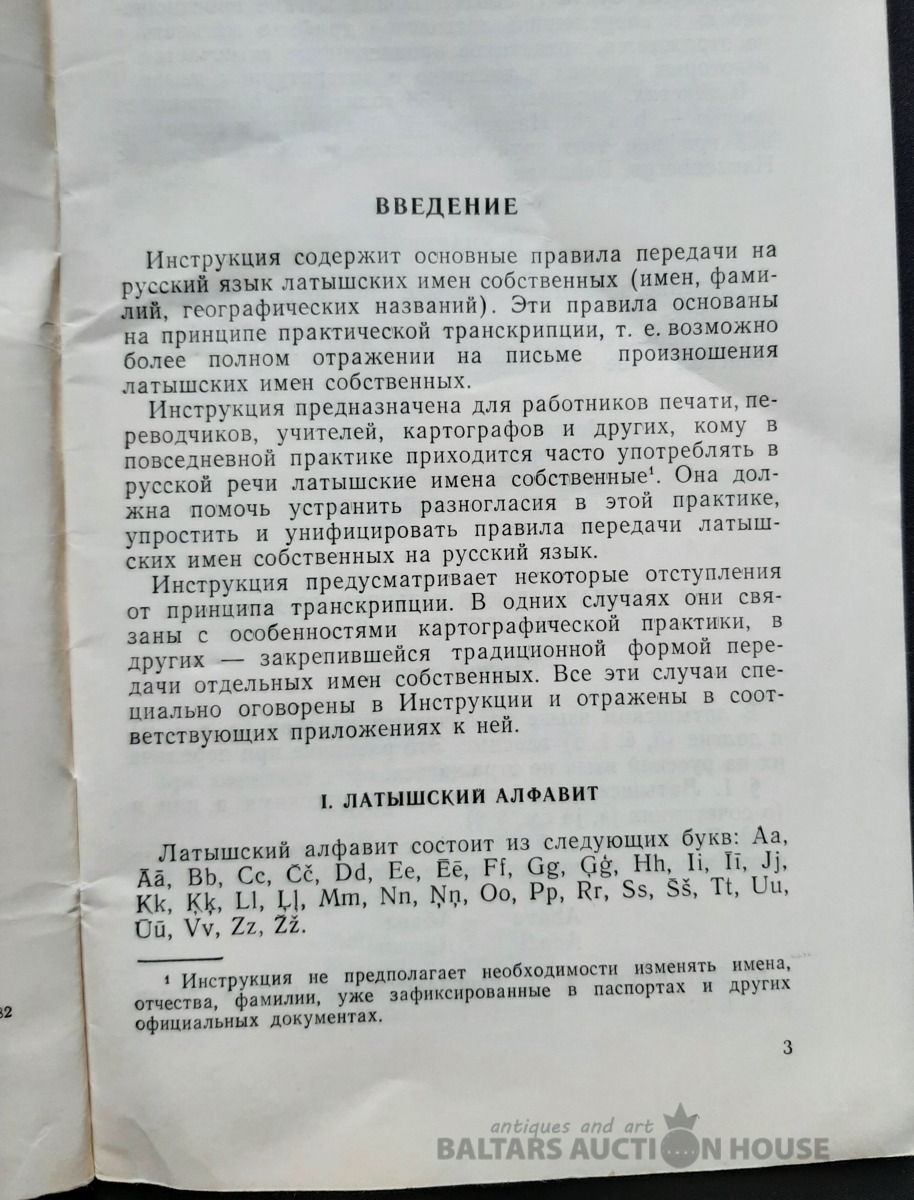 ВВЕДЕНИЕ
Инструкция содержит основные правила передачи на
русский язык латышских имен собственных (имен, фами-
лий, географических названий). Эти правила основаны
на принципе практической транскрипции, т. е. возможно
более полном отражении на письме произношения
латышских имен собственных.
Инструкция предназначена для работников печати, пе-
реводчиков, учителей, картографов и других, кому в
повседневной практике приходится часто употреблять в
русской речи латышские имена собственные¹. Она дол-
жна помочь устранить разногласия в этой практике,
упростить и унифицировать правила передачи латыш-
ских имен собственных на русский язык.
Инструкция предусматривает некоторые отступления
от принципа транскрипции. В одних случаях они свя-
заны с особенностями картографической практики, в
других — закрепившейся традиционной формой пере-
дачи отдельных имен собственных. Все эти случаи спе-
циально оговорены в Инструкции и отражены в соот-
ветствующих приложениях к ней.
I. ЛАТЫШСКИЙ АЛФАВИТ
Латышский алфавит состоит из следующих букв: Aa,
Āā, Bb, Cc, Čč, Dd, Ee, Ēē, Ff, Gg, Ģģ, Hh, Ii, Īī, Jj,
Kk, Ķķ, Ll, Ļļ, Mm, Nn, Ņņ, Oo, Pp, Rr, Ss, Šš, Tt, Uu,
Ūū, Vv, Zz, Žž.
¹ Инструкция не предполагает необходимости изменять имена,
отчества, фамилии, уже зафиксированные в паспортах и других
официальных документах.
82
3
antiques and art
BALTARS AUCTION HOUSE